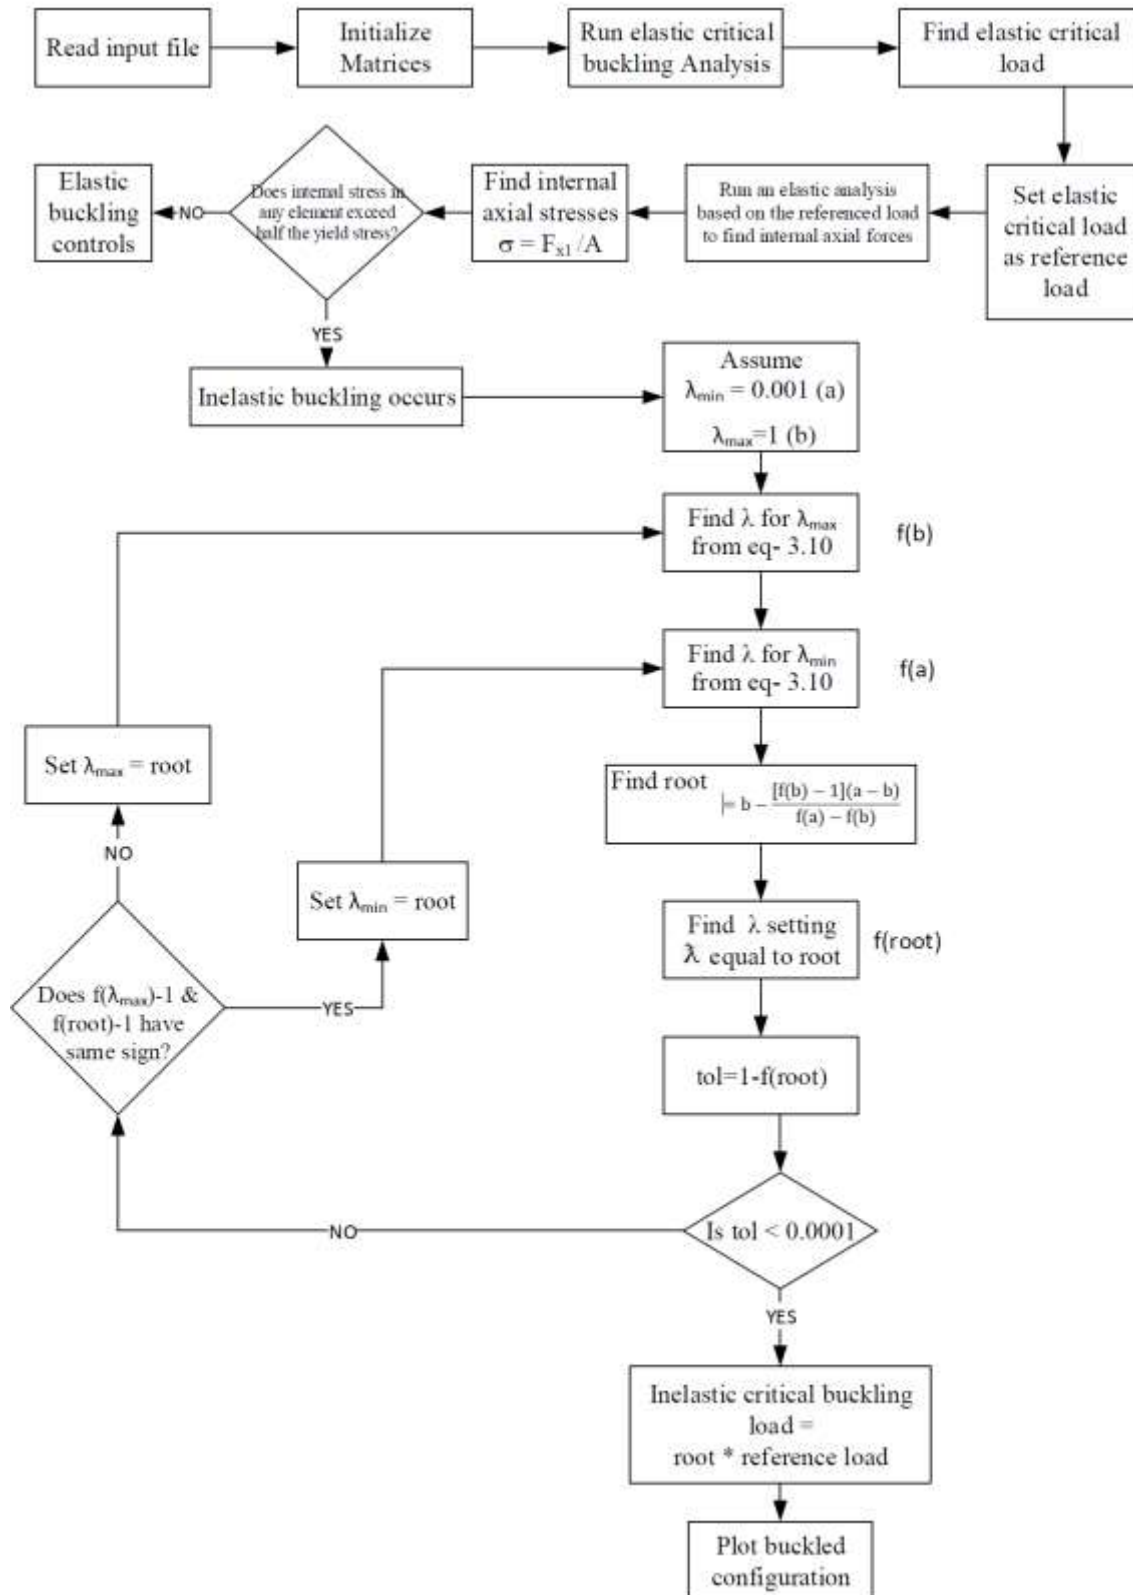 Read input file
Initialize
Matrices
Run elastic critical
buckling Analysis
Find elastic critical
load
Set elastic
critical load
as reference
load
Run an elastic analysis
based on the referenced load
to find internal axial forces
Find internal
axial stresses
σ = Fₓ₁ /A
Does internal stress in
any element exceed
half the yield stress?
NO
Elastic
buckling
controls
YES
Inelastic buckling occurs
Assume
λmin = 0.001 (a)
λmax=1 (b)
Find λ for λmax
from eq- 3.10
f(b)
Find λ for λmin
from eq- 3.10
f(a)
Find root |= b − [f(b) − 1](a − b) / f(a) − f(b)
Find λ setting
λ equal to root
f(root)
tol=1-f(root)
Is tol < 0.0001
NO
Does f(λmax)-1 &
f(root)-1 have
same sign?
YES
Set λmin = root
NO
Set λmax = root
YES
Inelastic critical buckling
load =
root * reference load
Plot buckled
configuration